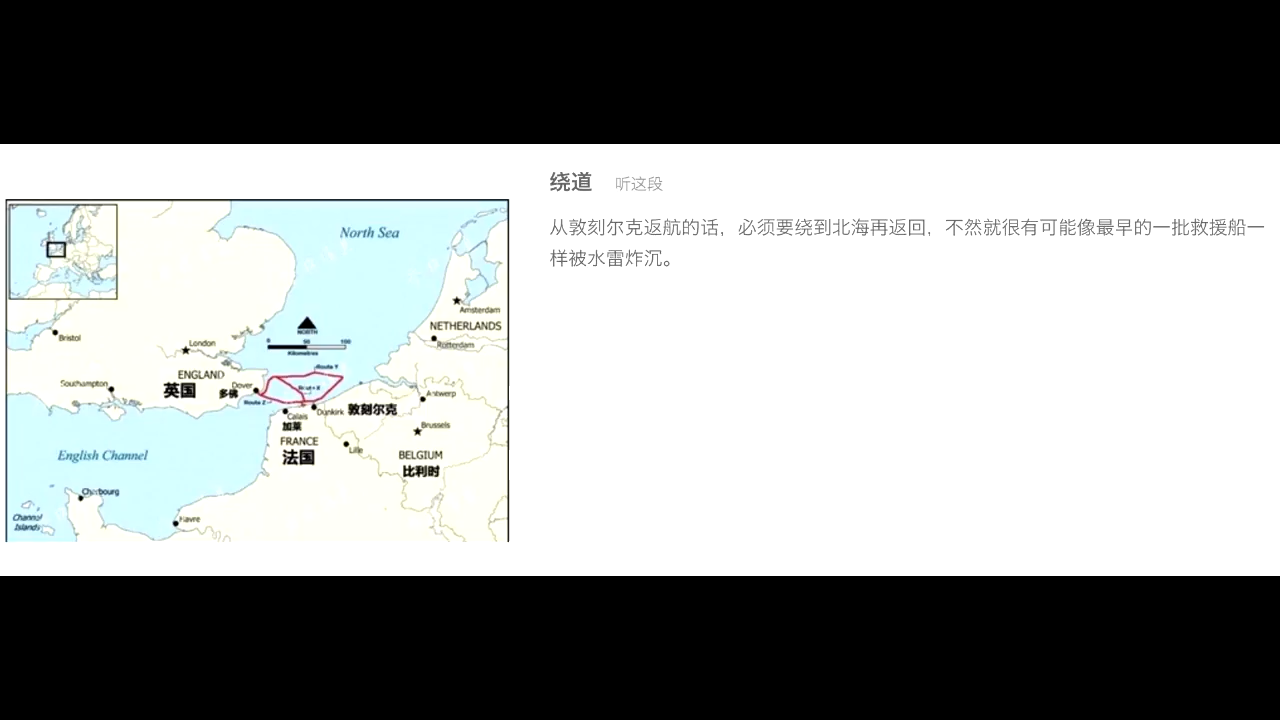 绕道 听这段
从敦刻尔克返航的话，必须要绕到北海再返回，不然就很有可能像最早的一批救援船一
样被水雷炸沉。
North Sea
Amsterdam
NETHERLANDS
Rotterdam
NORTH
0 50 100
Kilometres
Bristol
London
ENGLAND
英国
Southampton
Dover
多佛
Route Y
Route X
Route Z
Calais
加莱
Dunkirk
敦刻尔克
Antwerp
Brussels
FRANCE
法国
Lille
BELGIUM
比利时
English Channel
Cherbourg
Channel
Islands
Havre